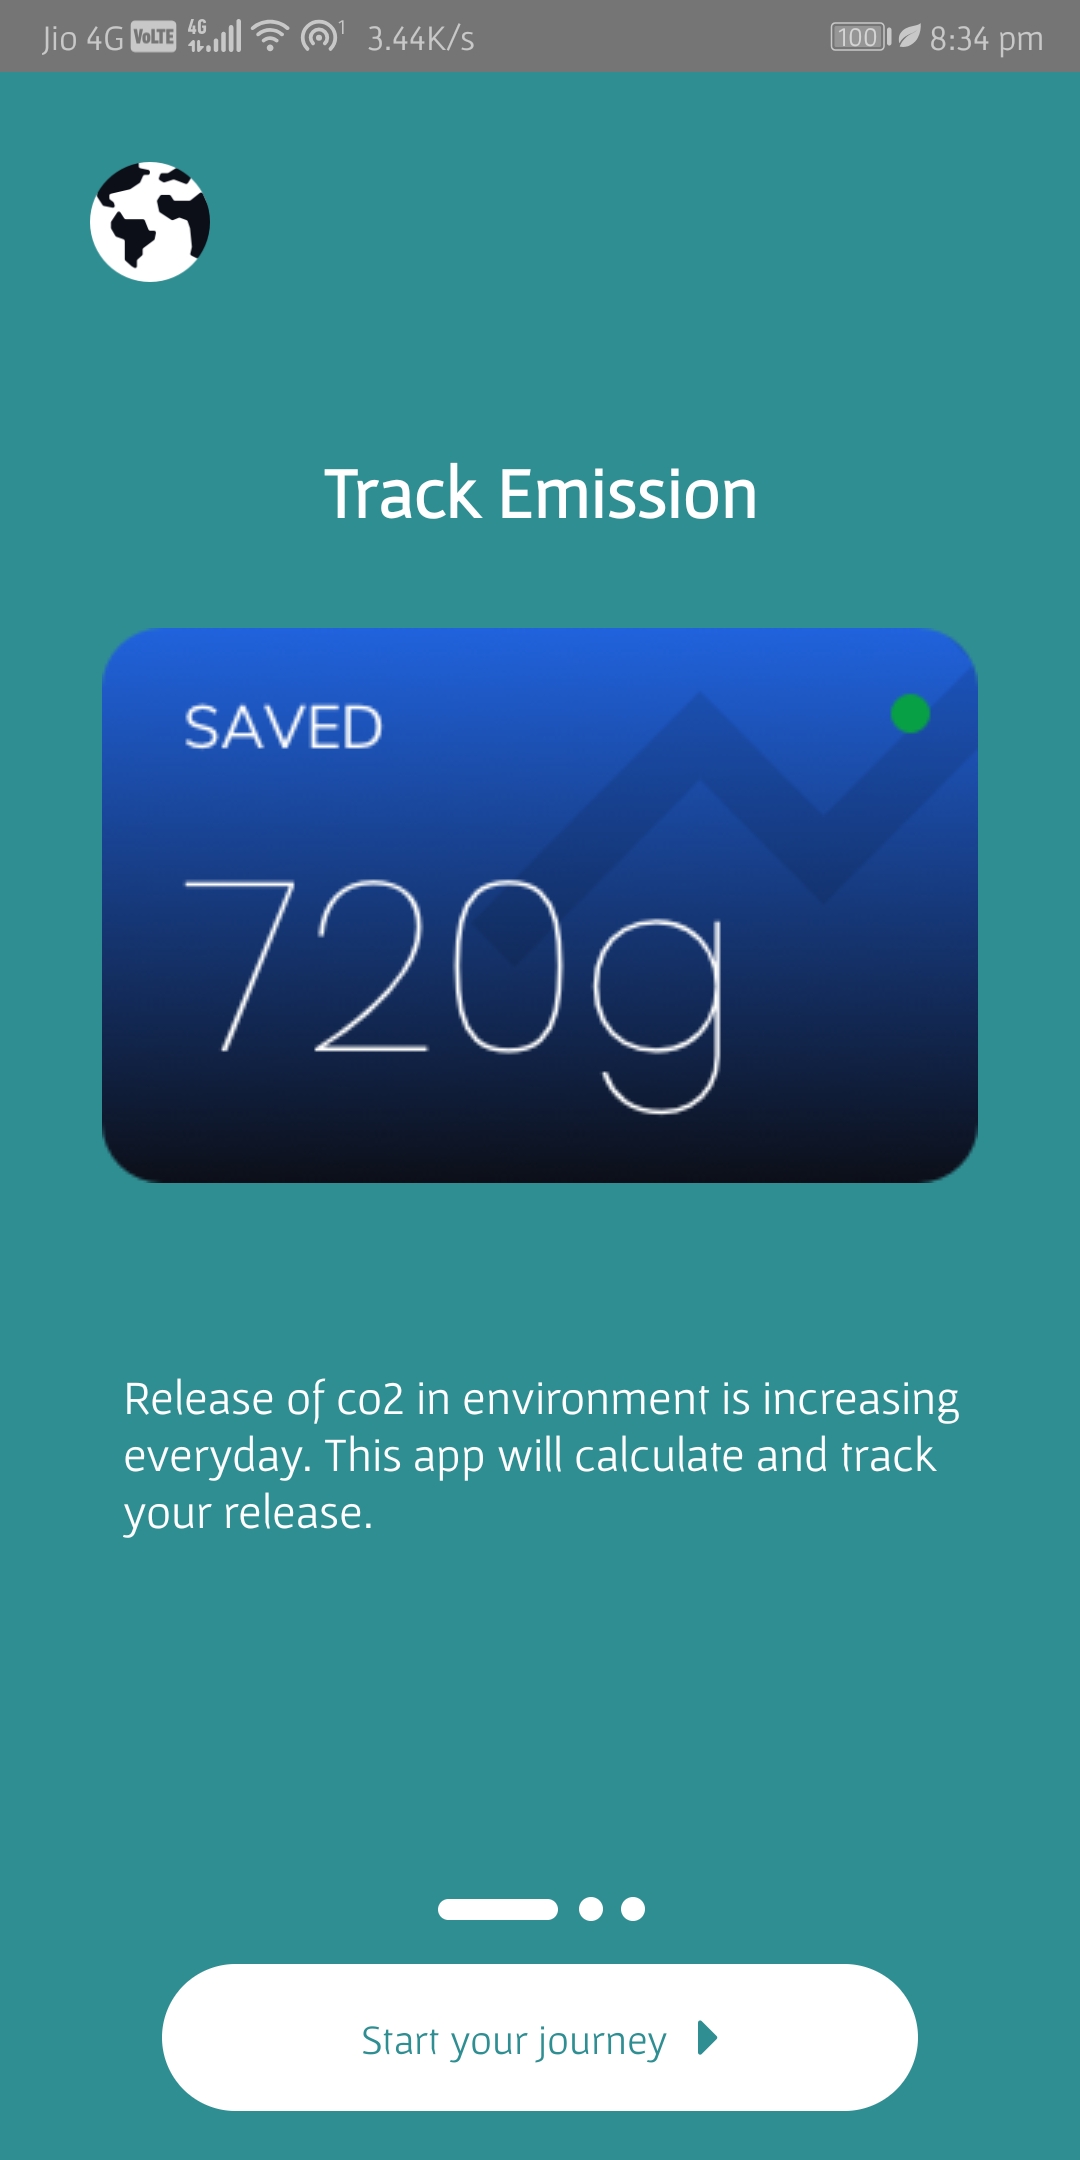 Jio 4G VoLTE 4G 1 3.44K/s 100 8:34 pm
Track Emission
SAVED
720g
Release of co2 in environment is increasing
everyday. This app will calculate and track
your release.
Start your journey